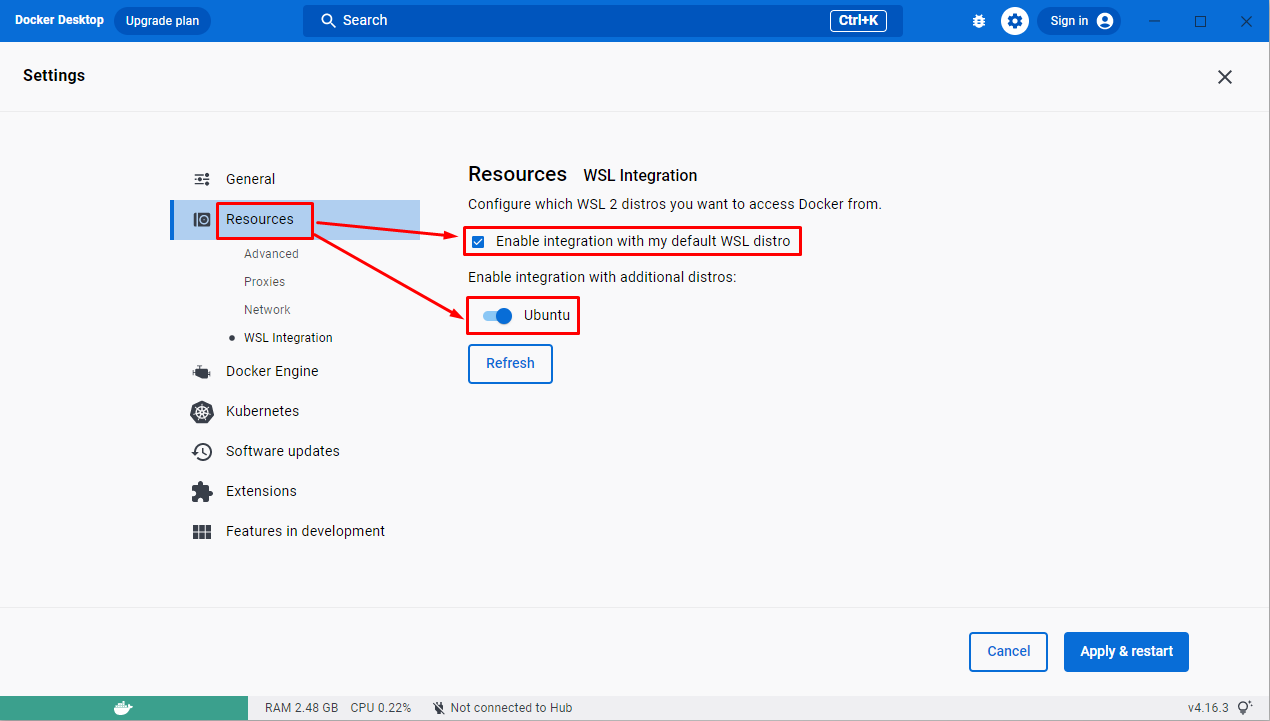 Docker Desktop Upgrade plan Search Ctrl+K Sign in
Settings
General
Resources
Advanced
Proxies
Network
WSL Integration
Docker Engine
Kubernetes
Software updates
Extensions
Features in development
Resources WSL Integration
Configure which WSL 2 distros you want to access Docker from.
Enable integration with my default WSL distro
Enable integration with additional distros:
Ubuntu
Refresh
Cancel Apply & restart
RAM 2.48 GB CPU 0.22% Not connected to Hub v4.16.3